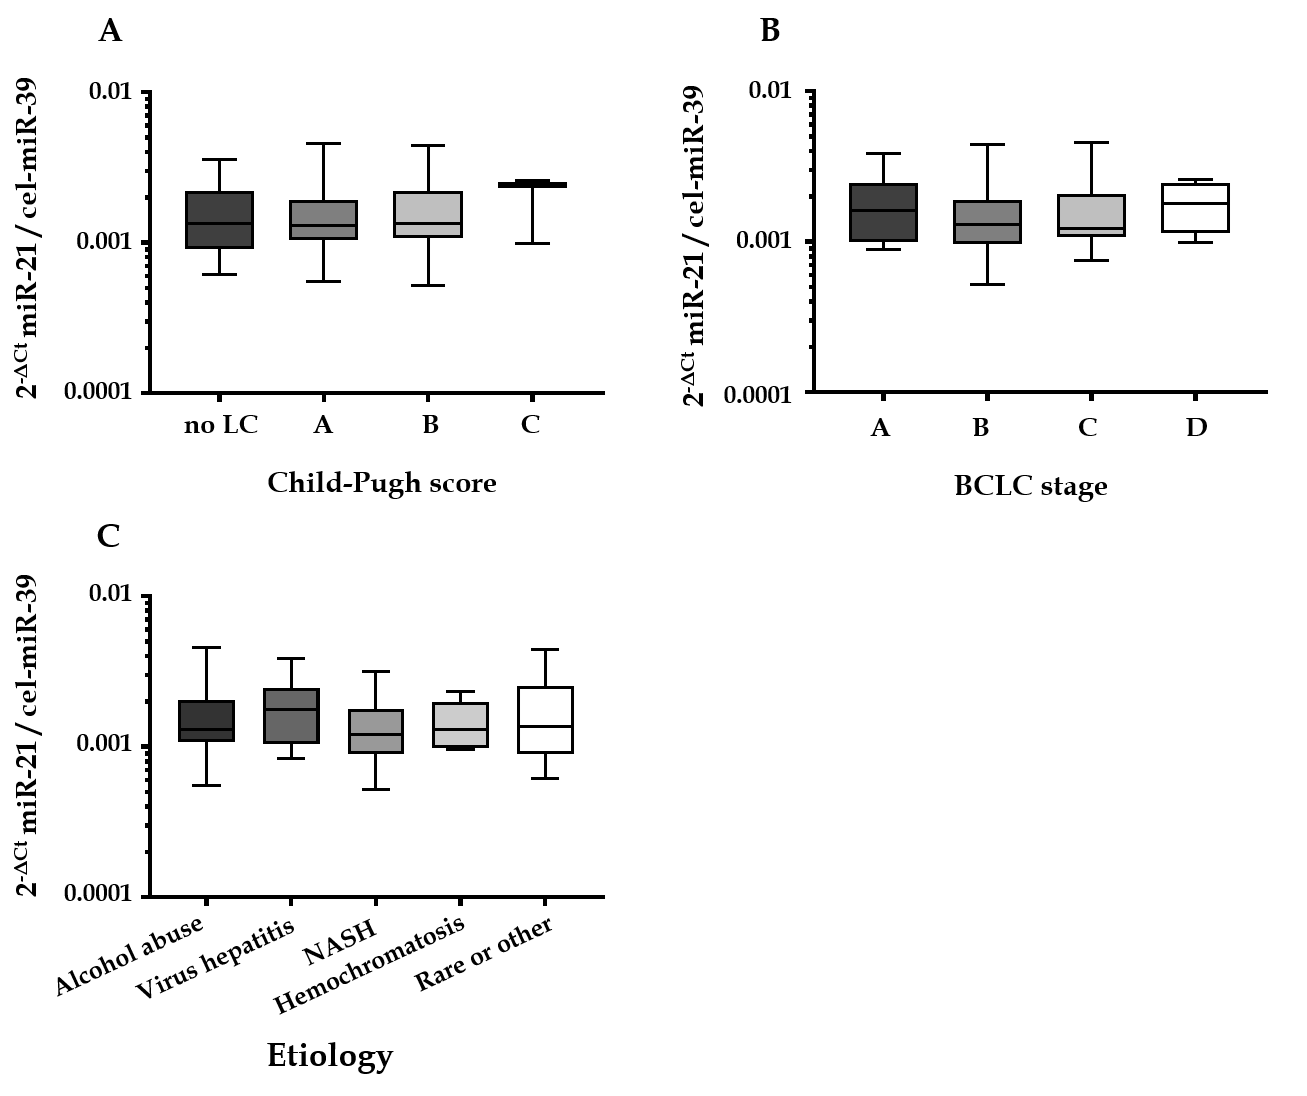 A
2-ΔCt miR-21 / cel-miR-39
0.01
0.001
0.0001
no LC A B C
Child-Pugh score
B
2-ΔCt miR-21 / cel-miR-39
0.01
0.001
0.0001
A B C D
BCLC stage
C
2-ΔCt miR-21 / cel-miR-39
0.01
0.001
0.0001
Alcohol abuse
Virus hepatitis
NASH
Hemochromatosis
Rare or other
Etiology